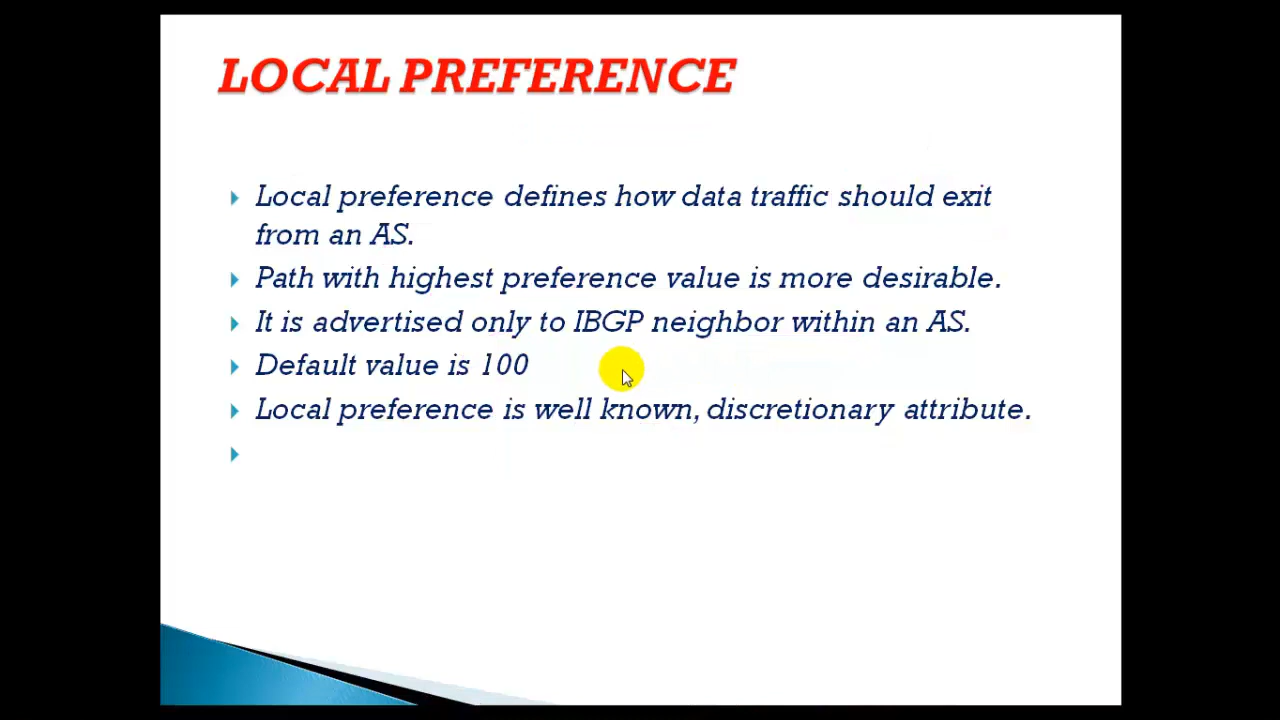 LOCAL PREFERENCE
Local preference defines how data traffic should exit
from an AS.
Path with highest preference value is more desirable.
It is advertised only to IBGP neighbor within an AS.
Default value is 100
Local preference is well known, discretionary attribute.